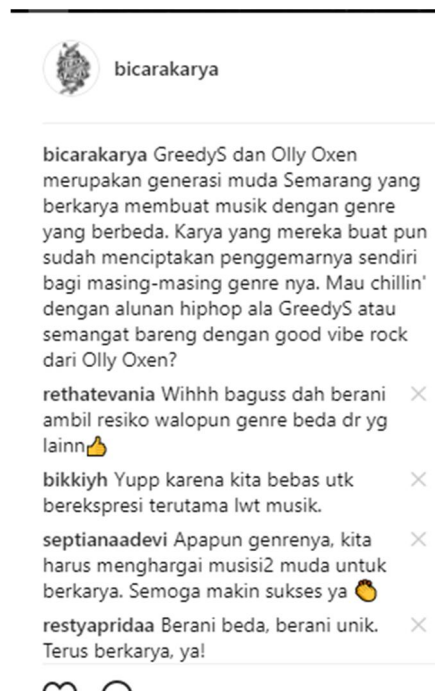 bicarakarya
bicarakarya GreedyS dan Olly Oxen
merupakan generasi muda Semarang yang
berkarya membuat musik dengan genre
yang berbeda. Karya yang mereka buat pun
sudah menciptakan penggemarnya sendiri
bagi masing-masing genre nya. Mau chillin'
dengan alunan hiphop ala GreedyS atau
semangat bareng dengan good vibe rock
dari Olly Oxen?
rethatevania Wihhh baguss dah berani
ambil resiko walopun genre beda dr yg
lainn👍
bikkiyh Yupp karena kita bebas utk
berekspresi terutama lwt musik.
septianaadevi Apapun genrenya, kita
harus menghargai musisi2 muda untuk
berkarya. Semoga makin sukses ya 👏
restyapridaa Berani beda, berani unik.
Terus berkarya, ya!